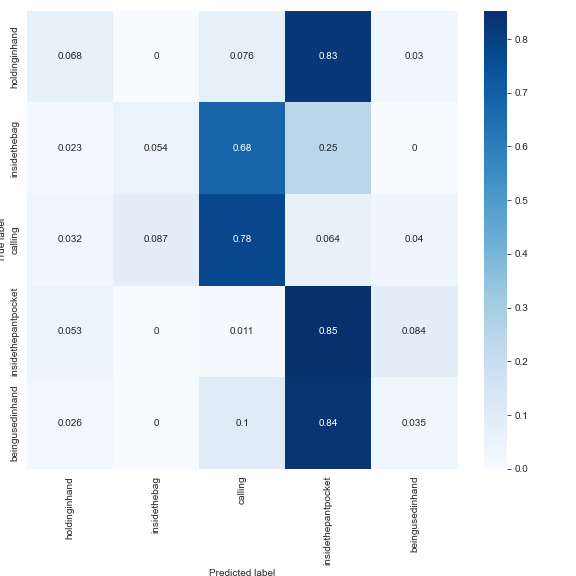 holdinginhand 0.068 0 0.076 0.83 0.03
insidethebag 0.023 0.054 0.68 0.25 0
calling 0.032 0.087 0.78 0.064 0.04
insidethepantpocket 0.053 0 0.011 0.85 0.084
beingusedinhand 0.026 0 0.1 0.84 0.035
True label
holdinginhand insidethebag calling insidethepantpocket beingusedinhand
Predicted label
0.8
0.7
0.6
0.5
0.4
0.3
0.2
0.1
0.0